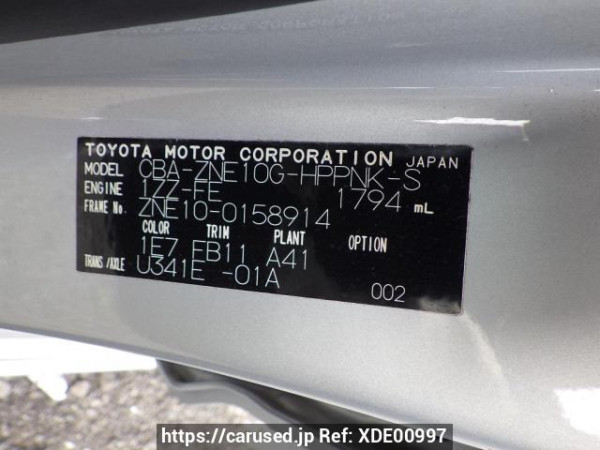 TOYOTA MOTOR CORPORATION JAPAN
MODEL CBA-ZNE10G-HPPNK-S
ENGINE 1ZZ-FE 1794 mL
FRAME No. ZNE10-0158914
COLOR TRIM PLANT OPTION
1E7 FB11 A41
TRANS/AXLE U341E -01A
002
https://carused.jp Ref: XDE00997